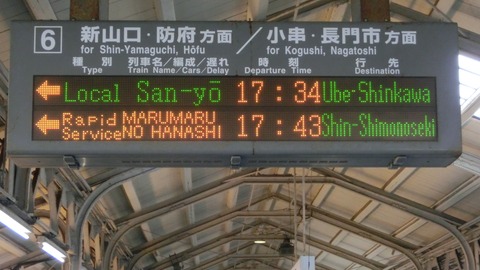 6 新山口・防府方面／小串・長門市方面
for Shin-Yamaguchi, Hōfu for Kogushi, Nagatoshi
種別 列車名/編成/遅れ 時刻 行先
Type Train Name/Cars/Delay Departure Time Destination
← Local San-yō 17:34 Ube-Shinkawa
← Rapid Service MARUMARU NO HANASHI 17:43 Shin-Shimonoseki